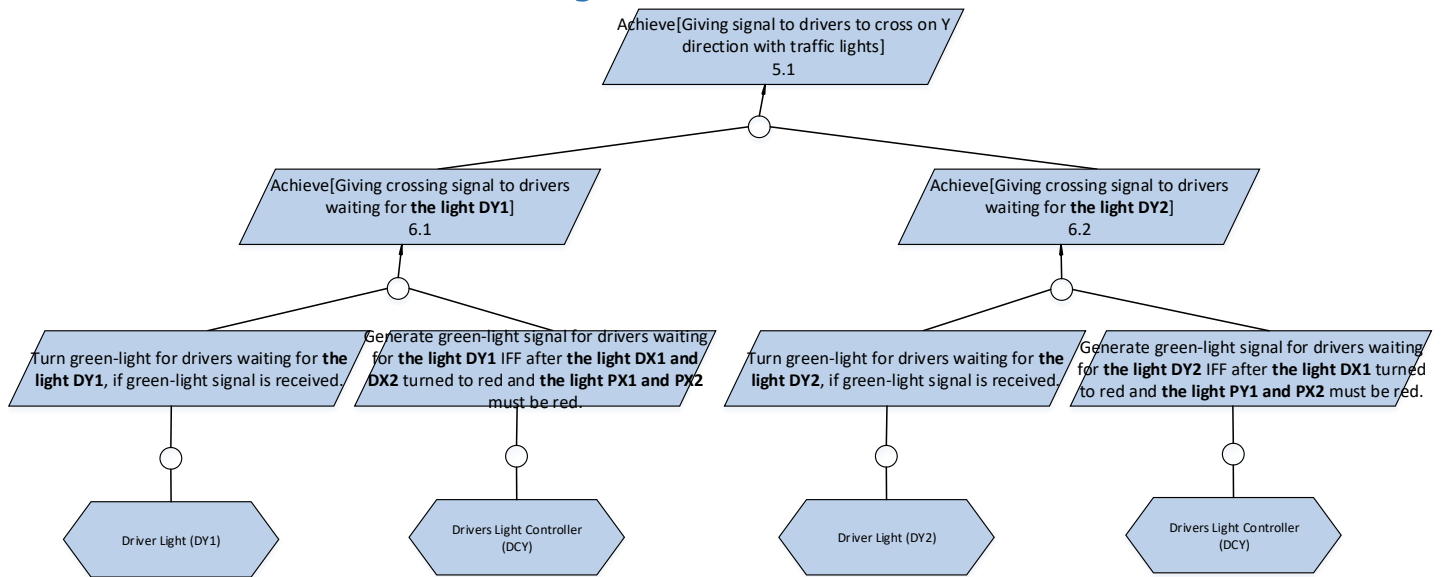 Achieve[Giving signal to drivers to cross on Y
direction with traffic lights]
5.1
Achieve[Giving crossing signal to drivers
waiting for the light DY1]
6.1
Achieve[Giving crossing signal to drivers
waiting for the light DY2]
6.2
Turn green-light for drivers waiting for the
light DY1, if green-light signal is received.
Generate green-light signal for drivers waiting
for the light DY1 IFF after the light DX1 and
DX2 turned to red and the light PX1 and PX2
must be red.
Turn green-light for drivers waiting for the
light DY2, if green-light signal is received.
Generate green-light signal for drivers waiting
for the light DY2 IFF after the light DX1 turned
to red and the light PY1 and PX2 must be red.
Driver Light (DY1)
Drivers Light Controller
(DCY)
Driver Light (DY2)
Drivers Light Controller
(DCY)